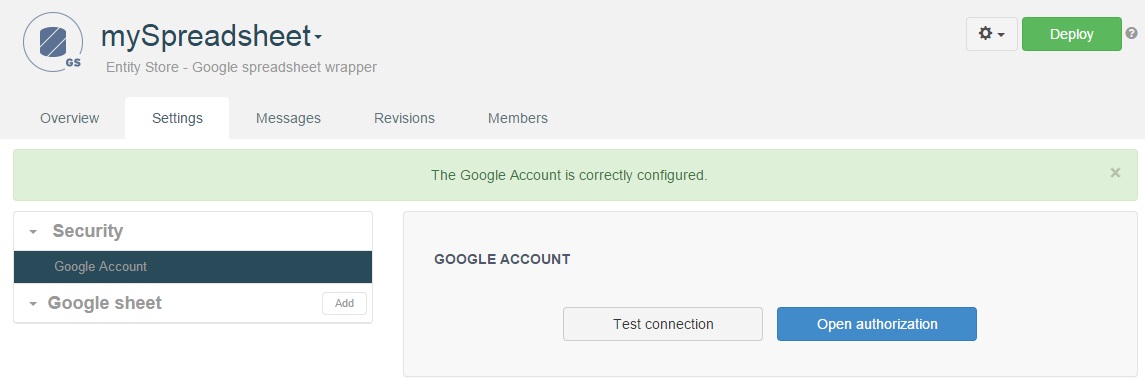 GS
mySpreadsheet
Entity Store - Google spreadsheet wrapper
Deploy
?
Overview
Settings
Messages
Revisions
Members
The Google Account is correctly configured.
×
Security
Google Account
Google sheet
Add
GOOGLE ACCOUNT
Test connection
Open authorization